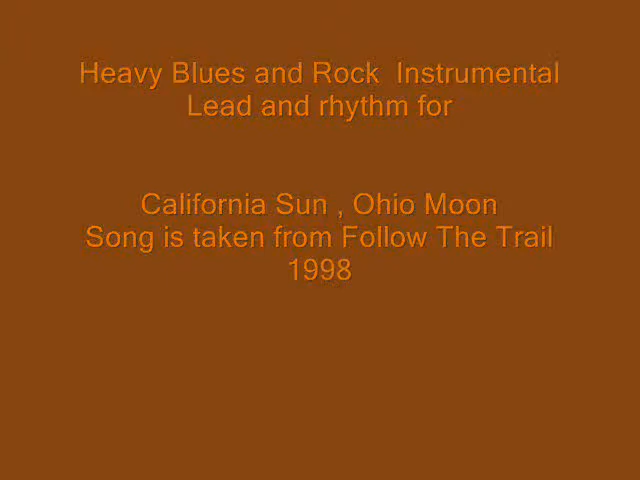 Heavy Blues and Rock  Instrumental
Lead and rhythm for
California Sun , Ohio Moon
Song is taken from Follow The Trail
1998